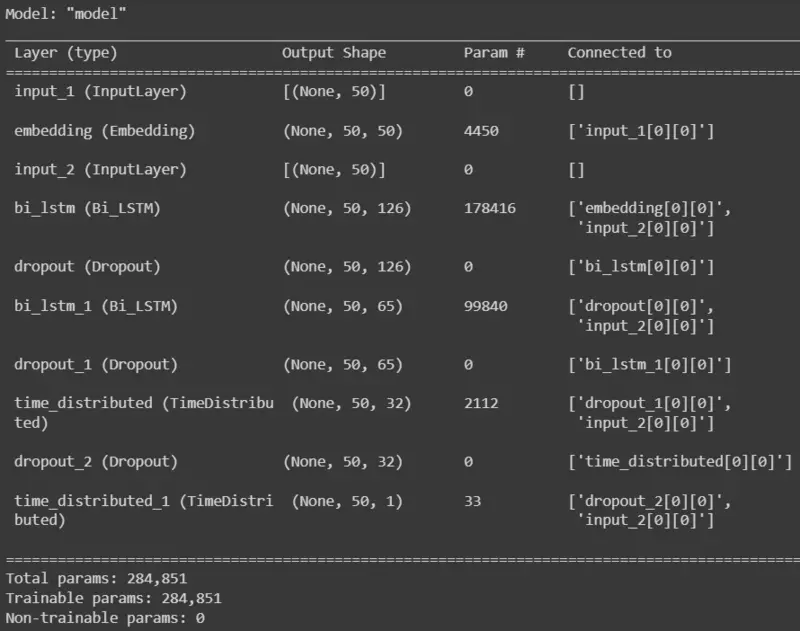 Model: "model"
Layer (type) Output Shape Param # Connected to
input_1 (InputLayer) [(None, 50)] 0 []
embedding (Embedding) (None, 50, 50) 4450 ['input_1[0][0]']
input_2 (InputLayer) [(None, 50)] 0 []
bi_lstm (Bi_LSTM) (None, 50, 126) 178416 ['embedding[0][0]',
'input_2[0][0]']
dropout (Dropout) (None, 50, 126) 0 ['bi_lstm[0][0]']
bi_lstm_1 (Bi_LSTM) (None, 50, 65) 99840 ['dropout[0][0]',
'input_2[0][0]']
dropout_1 (Dropout) (None, 50, 65) 0 ['bi_lstm_1[0][0]']
time_distributed (TimeDistribu (None, 50, 32) 2112 ['dropout_1[0][0]',
ted) 'input_2[0][0]']
dropout_2 (Dropout) (None, 50, 32) 0 ['time_distributed[0][0]']
time_distributed_1 (TimeDistri (None, 50, 1) 33 ['dropout_2[0][0]',
buted) 'input_2[0][0]']
Total params: 284,851
Trainable params: 284,851
Non-trainable params: 0